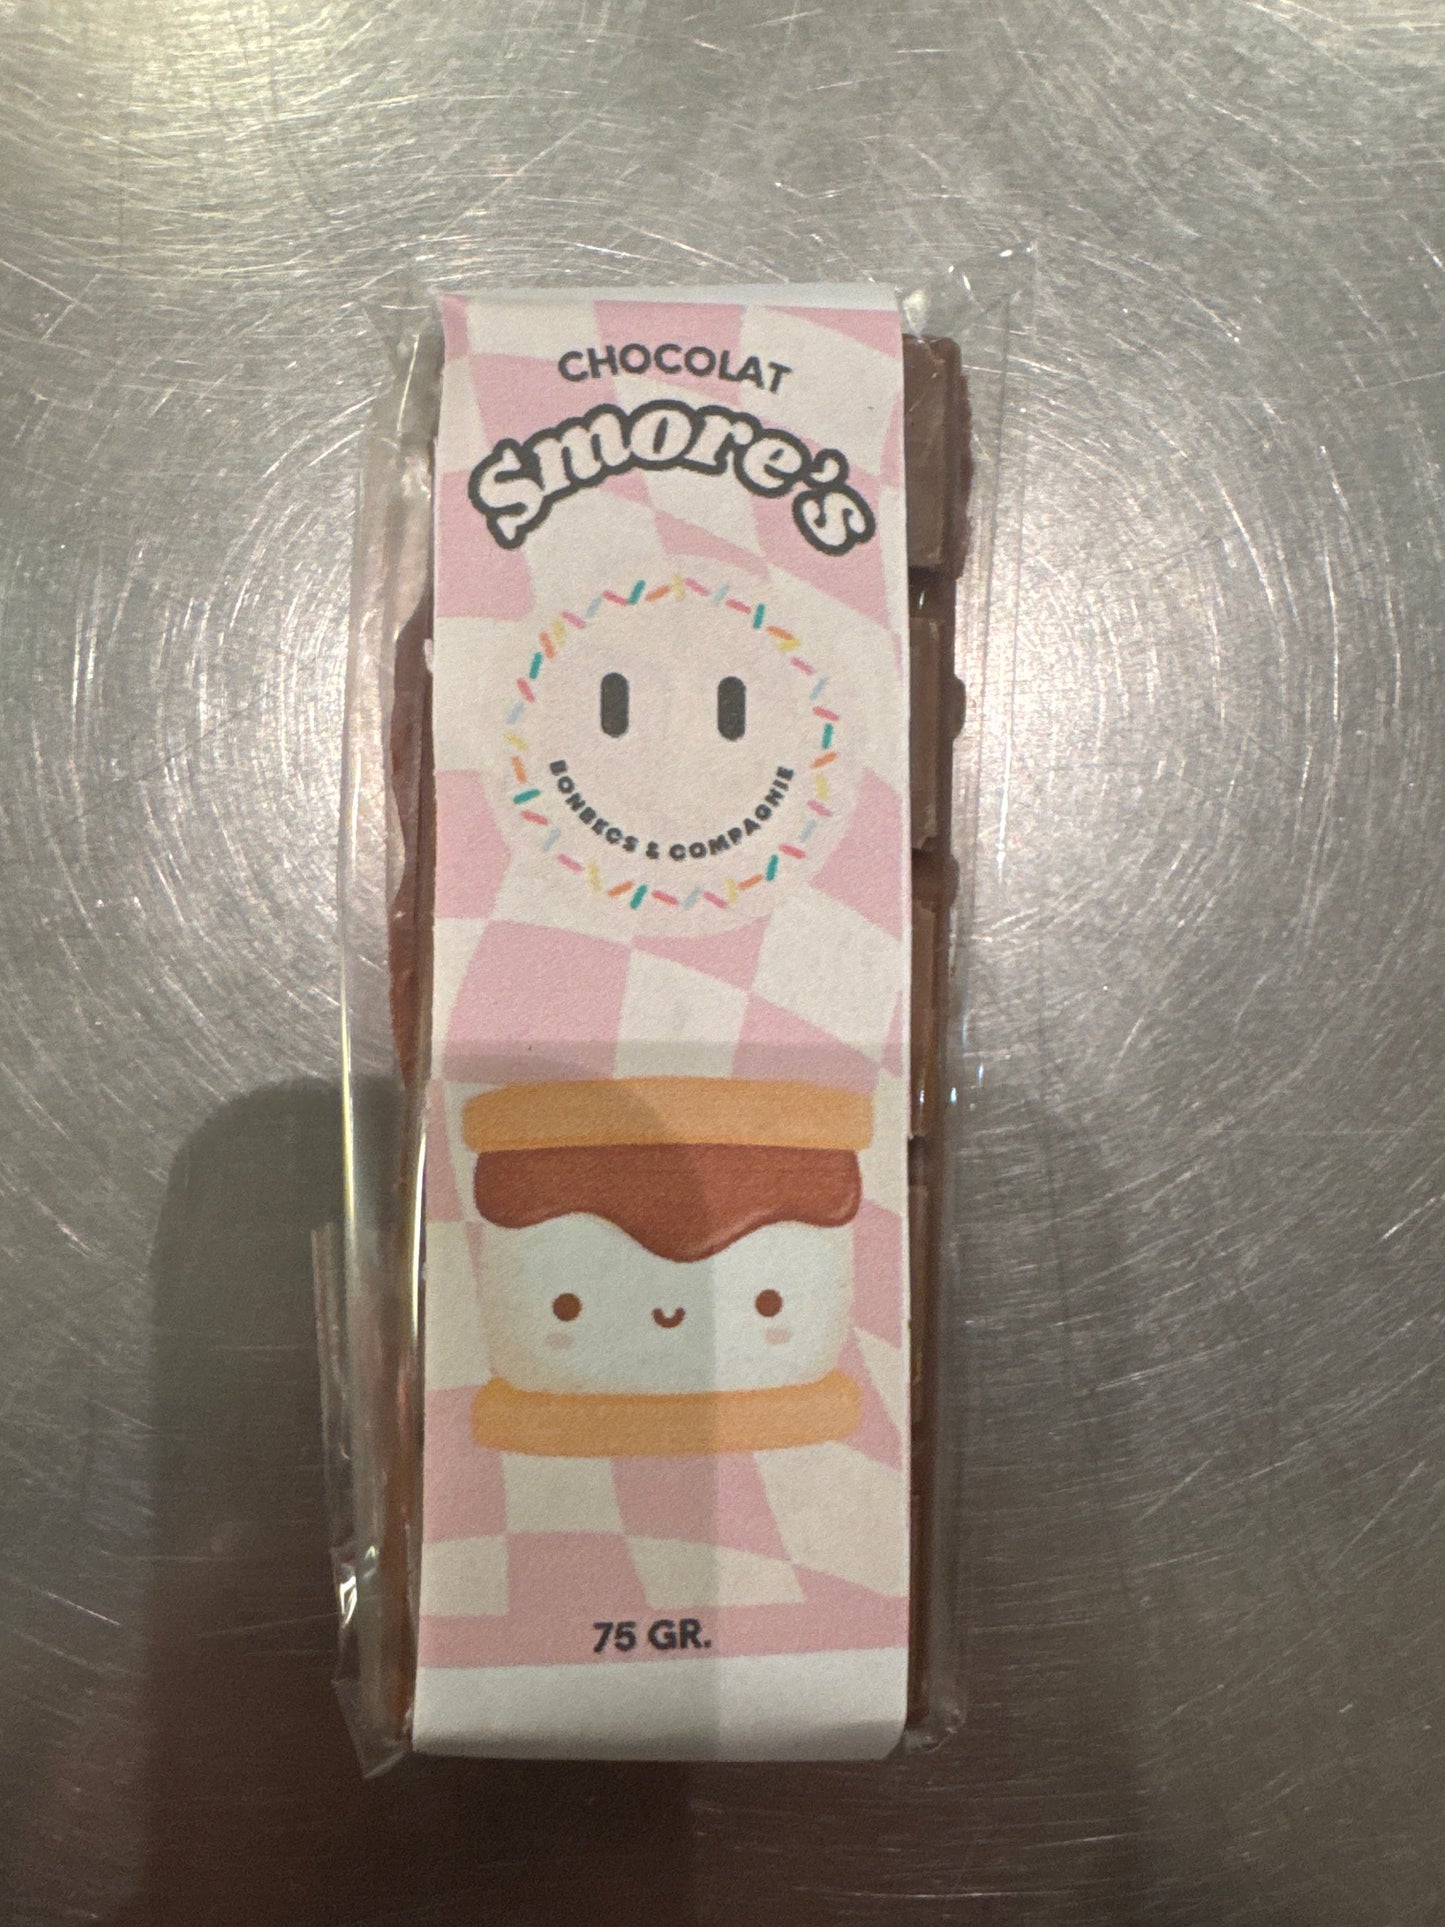 CHOCOLAT
Smore's
BONBECS & COMPAGNIE
75 GR.